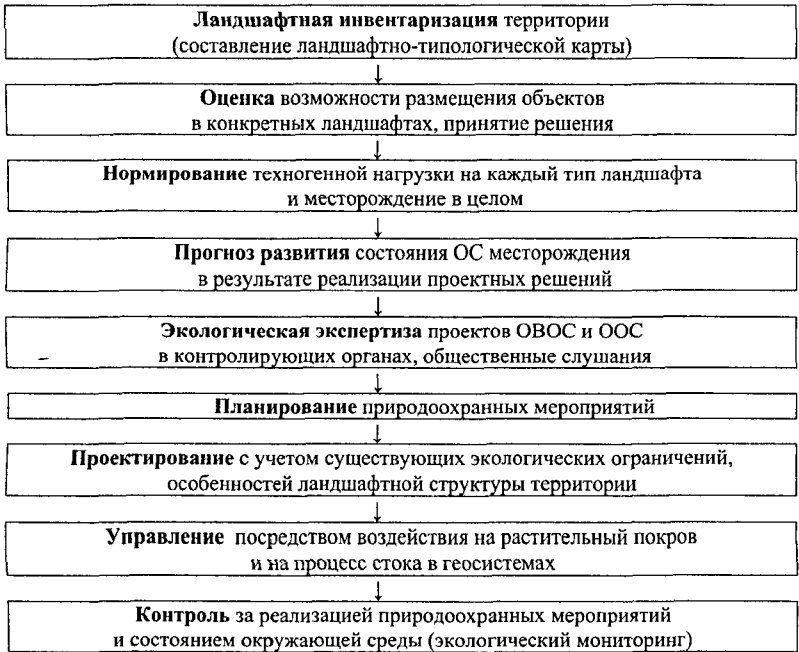 Ландшафтная инвентаризация территории
(составление ландшафтно-типологической карты)
↓
Оценка возможности размещения объектов
в конкретных ландшафтах, принятие решения
↓
Нормирование техногенной нагрузки на каждый тип ландшафта
и месторождение в целом
↓
Прогноз развития состояния ОС месторождения
в результате реализации проектных решений
↓
Экологическая экспертиза проектов ОВОС и ООС
в контролирующих органах, общественные слушания
↓
Планирование природоохранных мероприятий
↓
Проектирование с учетом существующих экологических ограничений,
особенностей ландшафтной структуры территории
↓
Управление посредством воздействия на растительный покров
и на процесс стока в геосистемах
↓
Контроль за реализацией природоохранных мероприятий
и состоянием окружающей среды (экологический мониторинг)